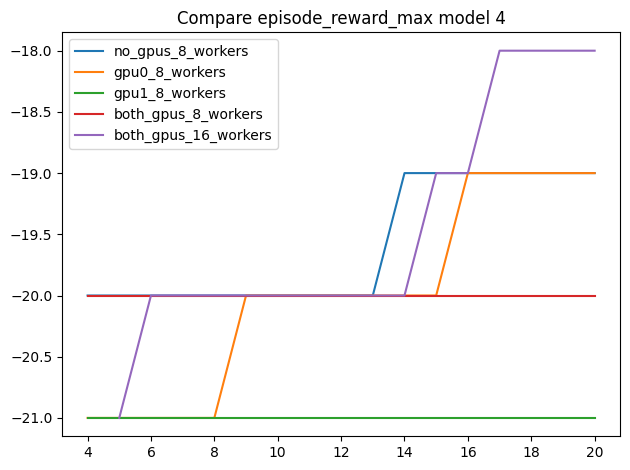 Compare episode_reward_max model 4
no_gpus_8_workers
gpu0_8_workers
gpu1_8_workers
both_gpus_8_workers
both_gpus_16_workers
−18.0
−18.5
−19.0
−19.5
−20.0
−20.5
−21.0
4 6 8 10 12 14 16 18 20